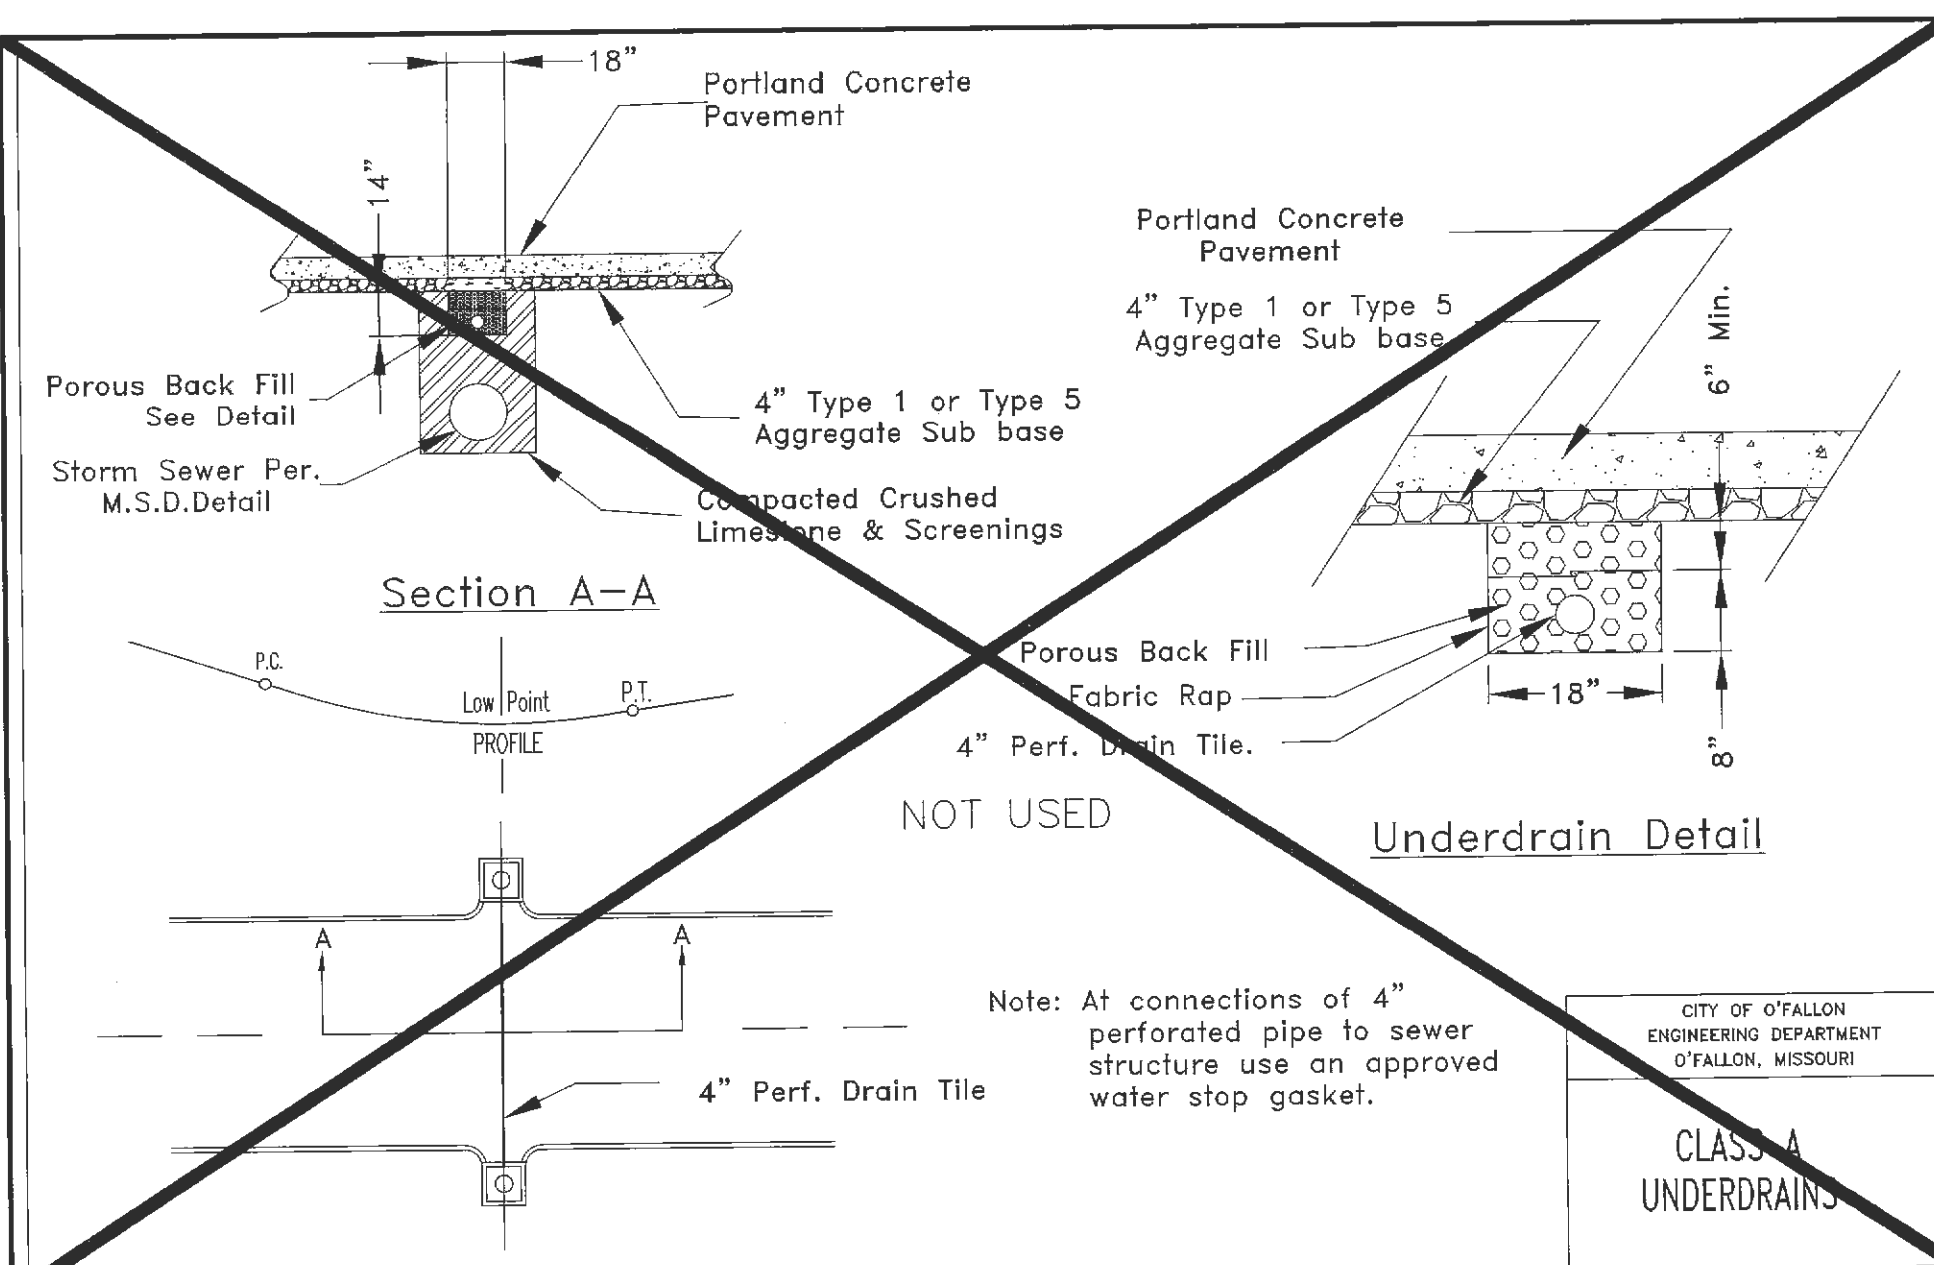 18"
Portland Concrete
Pavement
14"
Porous Back Fill
See Detail
Storm Sewer Per.
M.S.D.Detail
4" Type 1 or Type 5
Aggregate Sub base
Compacted Crushed
Limestone & Screenings
Section A-A
P.C.
Low Point
P.T.
PROFILE
A
A
4" Perf. Drain Tile
Portland Concrete
Pavement
4" Type 1 or Type 5
Aggregate Sub base
6" Min.
Porous Back Fill
Fabric Rap
4" Perf. Drain Tile.
18"
8"
NOT USED
Underdrain Detail
Note: At connections of 4"
perforated pipe to sewer
structure use an approved
water stop gasket.
CITY OF O'FALLON
ENGINEERING DEPARTMENT
O'FALLON, MISSOURI
CLASS A
UNDERDRAINS